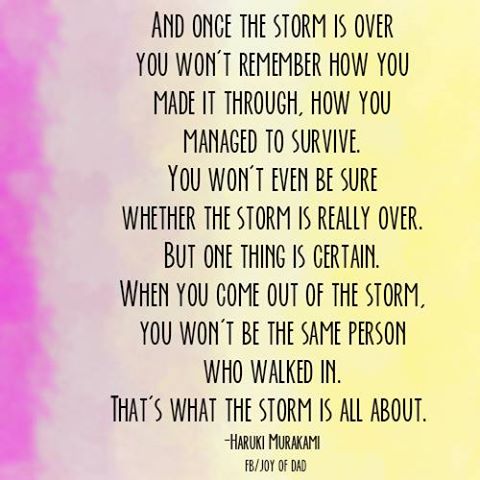 And once the storm is over
you won't remember how you
made it through, how you
managed to survive.
You won't even be sure
whether the storm is really over.
But one thing is certain.
When you come out of the storm,
you won't be the same person
who walked in.
That's what the storm is all about.
-Haruki Murakami
FB/Joy of Dad